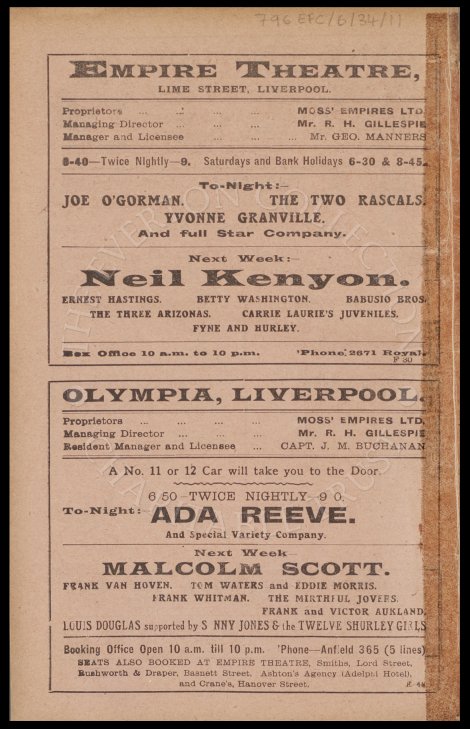 796 EFC/6/34/11
EMPIRE THEATRE,
LIME STREET, LIVERPOOL.
Proprietors ... ... ... ... MOSS' EMPIRES LTD.
Managing Director ... ... ... Mr. R. H. GILLESPIE
Manager and Licensee ... ... ... Mr. GEO. MANNERS
6-40—Twice Nightly—9. Saturdays and Bank Holidays 6-30 & 8-45.
To-Night:—
JOE O'GORMAN. THE TWO RASCALS.
YVONNE GRANVILLE.
And full Star Company.
Next Week:—
Neil Kenyon.
ERNEST HASTINGS. BETTY WASHINGTON. BABUSIO BROS.
THE THREE ARIZONAS. CARRIE LAURIE'S JUVENILES.
FYNE AND HURLEY.
Box Office 10 a.m. to 10 p.m. 'Phone, 2671 Royal.
F 30
OLYMPIA, LIVERPOOL.
Proprietors ... ... ... ... MOSS' EMPIRES LTD.
Managing Director ... ... ... Mr. R. H. GILLESPIE
Resident Manager and Licensee ... CAPT. J. M. BUCHANAN
A No. 11 or 12 Car will take you to the Door.
6 50 -TWICE NIGHTLY- 9 0.
To-Night:— ADA REEVE.
And Special Variety Company.
Next Week—
MALCOLM SCOTT.
FRANK VAN HOVEN. TOM WATERS and EDDIE MORRIS.
FRANK WHITMAN. THE MIRTHFUL JOVERS.
FRANK and VICTOR AUKLAND.
LOUIS DOUGLAS supported by S NNY JONES & the TWELVE SHURLEY GIRLS
Booking Office Open 10 a.m. till 10 p.m. 'Phone—Anfield 365 (5 lines)
SEATS ALSO BOOKED AT EMPIRE THEATRE, Smiths, Lord Street,
Rushworth & Draper, Basnett Street, Ashton's Agency (Adelphi Hotel),
and Crane's, Hanover Street.